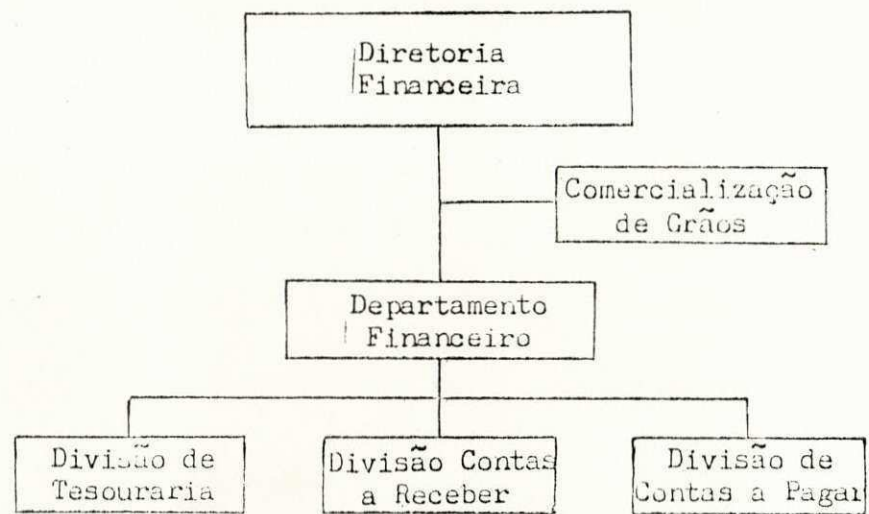 Diretoria
Financeira
Comercialização
de Grãos
Departamento
Financeiro
Divisão de
Tesouraria
Divisão Contas
a Receber
Divisão de
Contas a Pagar